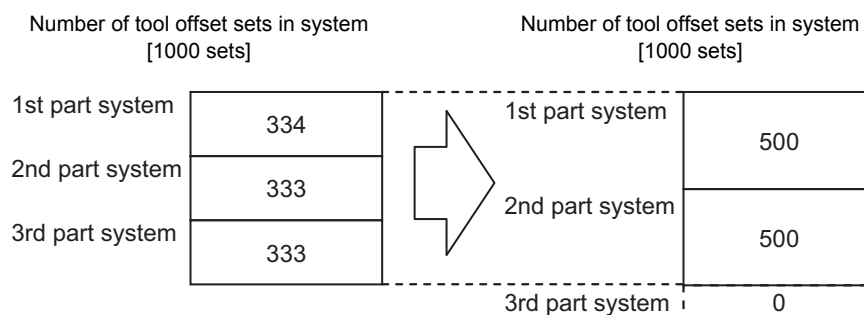 Number of tool offset sets in system
[1000 sets]
1st part system
334
2nd part system
333
3rd part system
333
Number of tool offset sets in system
[1000 sets]
1st part system
500
2nd part system
500
3rd part system
0